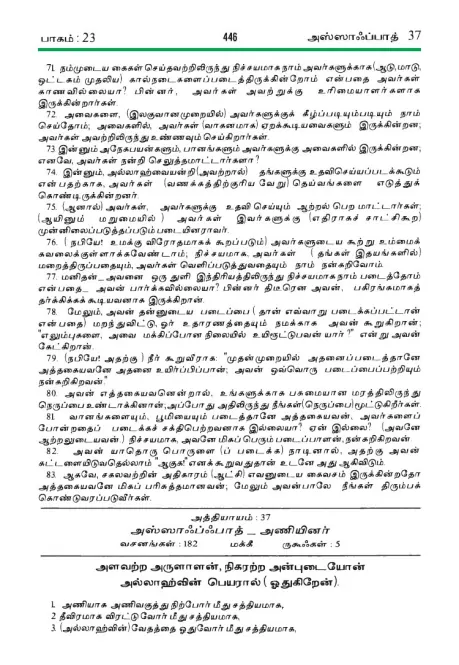 பாகம் : 23 446 அஸ்ஸாஃப்பாத் 37
71. நம்முடைய கைகள் செய்தவற்றிலிருந்து நிச்சயமாக நாம் அவர்களுக்காக (ஆடு, மாடு,
ஒட்டகம் முதலிய) கால்நடைகளைப்படைத்திருக்கின்றோம் என்பதை அவர்கள்
காணவில்லையா? பின்னர், அவர்கள் அவற்றுக்கு உரிமையாளர்களாக
இருக்கின்றார்கள்.
72. அவைகளை, (இலகுவானமுறையில்) அவர்களுக்குக் கீழ்ப்படியும்படியும் நாம்
செய்தோம்; அவைகளில், அவர்கள் (வாகனமாக) ஏறக்கூடியவைகளும் இருக்கின்றன;
அவர்கள் அவற்றிலிருந்து உண்ணவும் செய்கிறார்கள்.
73 இன்னும் அநேக பயன்களும், பானங்களும் அவர்களுக்கு அவைகளில் இருக்கின்றன;
எனவே, அவர்கள் நன்றி செலுத்தமாட்டார்களா?
74. இன்னும், அல்லாஹ்வையன்றி (அவற்றால்) தங்களுக்கு உதவிசெய்யப்படக்கூடும்
என்பதற்காக, அவர்கள் (வணக்கத்திற்குரிய வேறு) தெய்வங்களை எடுத்துக்
கொண்டிருக்கின்றனர்.
75. (ஆனால்) அவர்கள், அவர்களுக்கு உதவி செய்யும் ஆற்றல் பெற மாட்டார்கள்;
(ஆயினும் மறுமையில்) அவர்கள் இவர்களுக்கு (எதிராகச் சாட்சி கூற)
முன்னிலைப்படுத்தப்படும் படையினராவர்.
76. (நபியே! உமக்கு விரோதமாகக் கூறப்படும்) அவர்களுடைய கூற்று உம்மைக்
கவலைக்குள்ளாக்கவேண்டாம்; நிச்சயமாக, அவர்கள் (தங்கள் இதயங்களில்)
மறைத்திருப்பதையும், அவர்கள் வெளிப்படுத்துவதையும் நாம் நன்கறிவோம்.
77. மனிதன் _ அவனை ஒரு துளி இந்திரியத்திலிருந்து நிச்சயமாக நாம் படைத்தோம்
என்பதை _ அவன் பார்க்கவில்லையா? பின்னர் திடீரென அவன், பகிரங்கமாகத்
தர்க்கிக்கக் கூடியவனாக இருக்கிறான்.
78. மேலும், அவன் தன்னுடைய படைப்பை (தான் எவ்வாறு படைக்கப்பட்டான்
என்பதை) மறந்துவிட்டு, ஓர் உதாரணத்தையும் நமக்காக அவன் கூறுகிறான்;
"எலும்புகளை, அவை மக்கிப்போன நிலையில் உயிரூட்டுபவன் யார்?" என்று அவன்
கேட்கிறான்.
79. (நபியே! அதற்கு) நீர் கூறுவீராக: "முதன்முறையில் அதனைப்படைத்தானே
அத்தகையவனே அதனை உயிர்ப்பிப்பான்; அவன் ஒவ்வொரு படைப்பைப்பற்றியும்
நன்கறிகிறவன்."
80. அவன் எத்தகையவனென்றால், உங்களுக்காக பசுமையான மரத்திலிருந்து
நெருப்பை உண்டாக்கினான்; அப்போது அதிலிருந்து நீங்கள் (நெருப்பை) மூட்டுகிறீர்கள்.
81. வானங்களையும், பூமியையும் படைத்தானே அத்தகையவன், அவர்களைப்
போன்றதைப் படைக்கச் சக்தி பெற்றவனாக இல்லையா? ஏன் இல்லை? (அவனே
ஆற்றலுடையவன்.) நிச்சயமாக, அவனே மிகப் பெரும் படைப்பாளன், நன்கறிகிறவன்.
82. அவன் யாதொரு பொருளை (ப் படைக்க) நாடினால், அதற்கு அவன்
கட்டளையிடுவதெல்லாம் "ஆகுக!" எனக் கூறுவதுதான். உடனே அது ஆகிவிடும்.
83. ஆகவே, சகலவற்றின் அதிகாரம் (ஆட்சி) எவனுடைய கைவசம் இருக்கின்றதோ
அத்தகையவனே மிகப் பரிசுத்தமானவன்; மேலும் அவன்பாலே நீங்கள் திரும்பக்
கொண்டுவரப்படுவீர்கள்.
அத்தியாயம் : 37
அஸ்ஸாஃப்ஃபாத் _ அணியினர்
வசனங்கள் : 182 மக்கீ ருகூஃகள் : 5
அளவற்ற அருளாளன், நிகரற்ற அன்புடையோன்
அல்லாஹ்வின் பெயரால் (ஓதுகிறேன்).
1. அணியாக அணிவகுத்து நிற்போர் மீது சத்தியமாக,
2 தீவிரமாக விரட்டுவோர் மீது சத்தியமாக,
3. (அல்லாஹ்வின்) வேதத்தை ஓதுவோர் மீது சத்தியமாக,